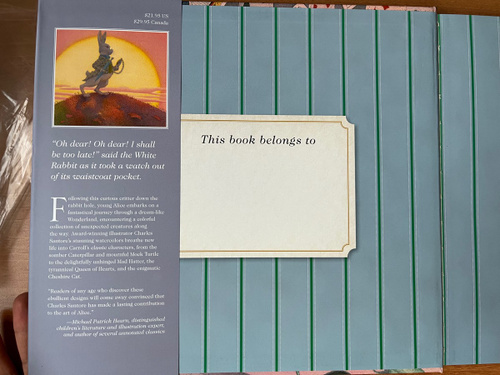 $21.95 US
$29.95 Canada
“Oh dear! Oh dear! I shall
be too late!” said the White
Rabbit as it took a watch out
of its waistcoat pocket.
Following this curious critter down the
rabbit hole, young Alice embarks on a
fantastical journey through a dream-like
Wonderland, encountering a colorful
collection of unexpected creatures along
the way. Award-winning illustrator Charles
Santore’s stunning watercolors breathe new
life into Carroll’s classic characters, from the
somber Caterpillar and mournful Mock Turtle
to the delightfully unhinged Mad Hatter, the
tyrannical Queen of Hearts, and the enigmatic
Cheshire Cat.
“Readers of any age who discover these
ebullient designs will come away convinced that
Charles Santore has made a lasting contribution
to the art of Alice.”
—Michael Patrick Hearn, distinguished
children’s literature and illustration expert,
and author of several annotated classics
This book belongs to